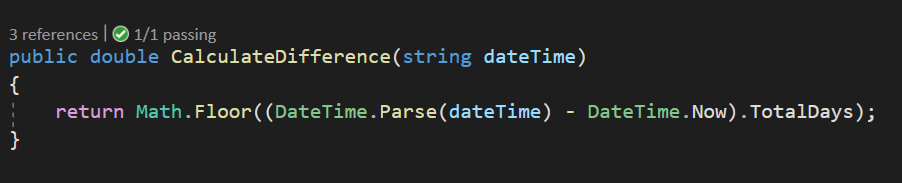 3 references | 1/1 passing
public double CalculateDifference(string dateTime)
{
return Math.Floor((DateTime.Parse(dateTime) - DateTime.Now).TotalDays);
}